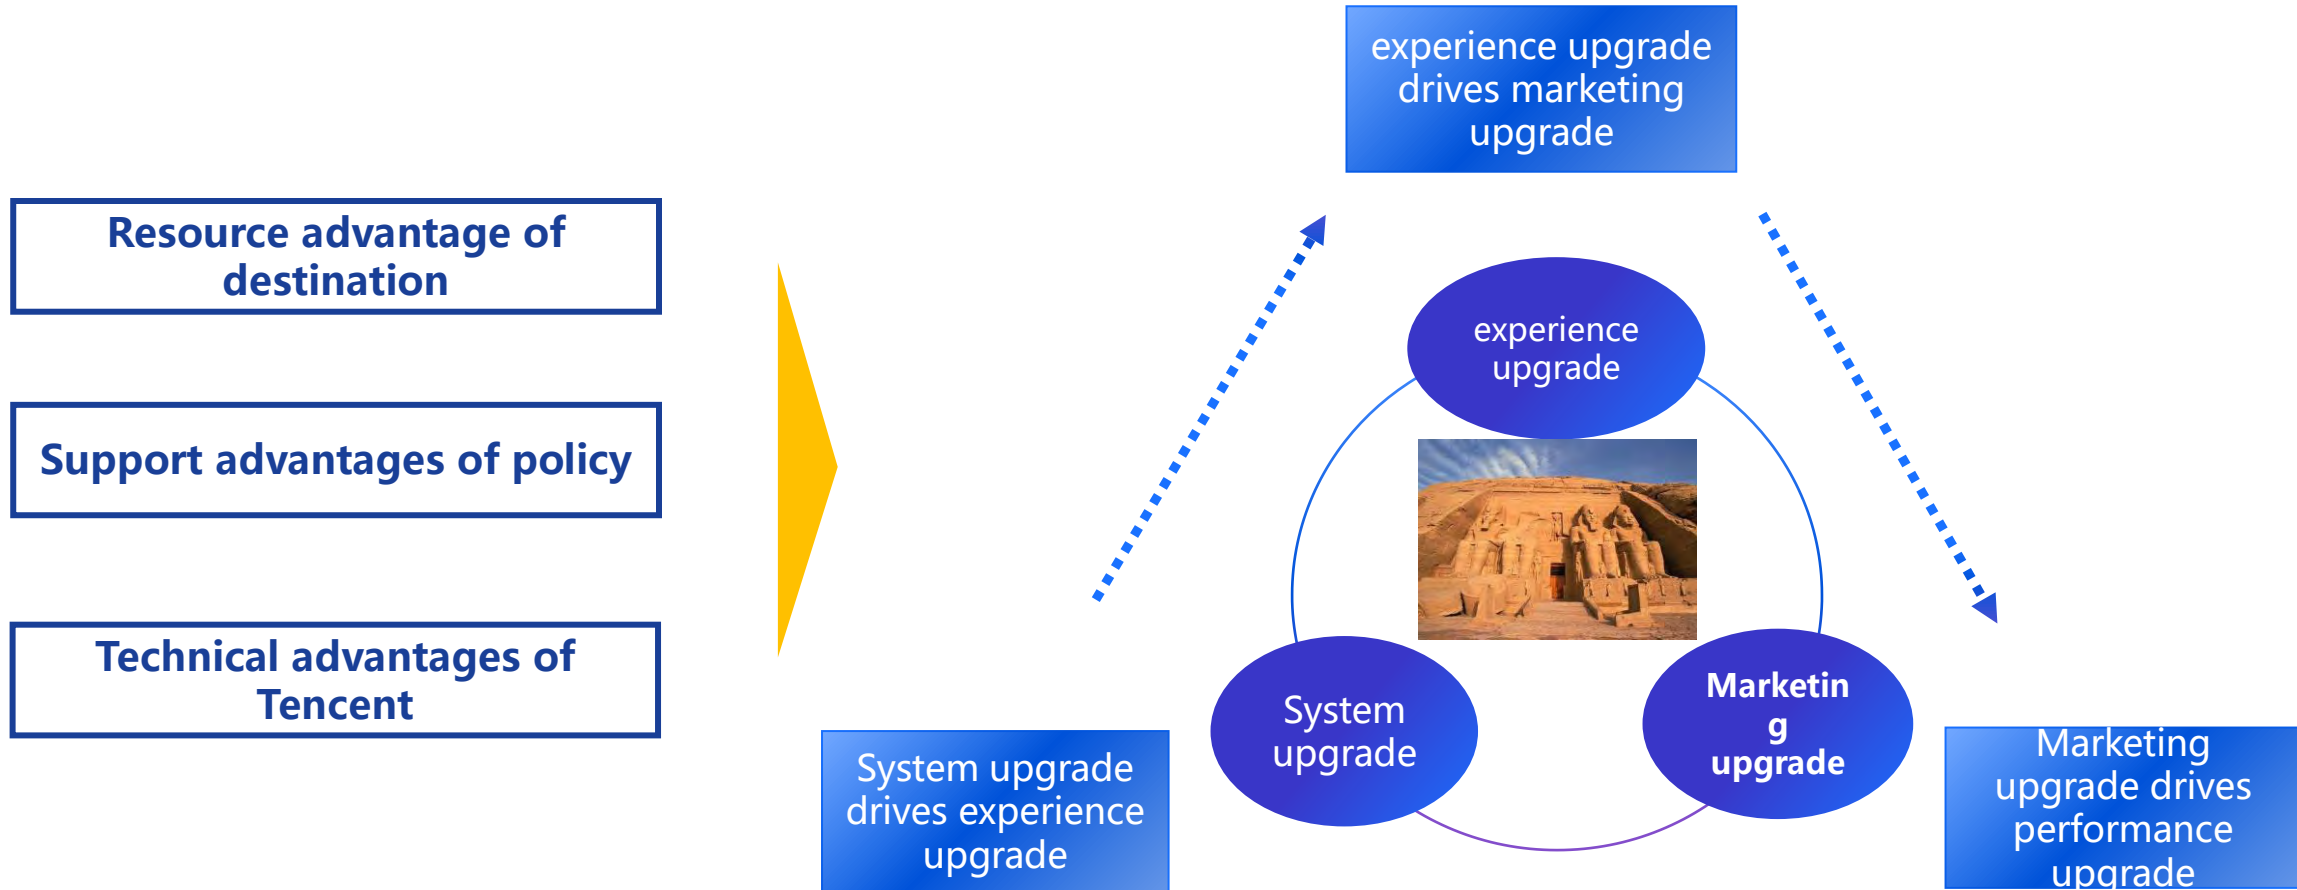 experience upgrade
drives marketing
upgrade
Resource advantage of
destination
Support advantages of policy
Technical advantages of
Tencent
experience
upgrade
System
upgrade
Marketin
g
upgrade
System upgrade
drives experience
upgrade
Marketing
upgrade drives
performance
upgrade